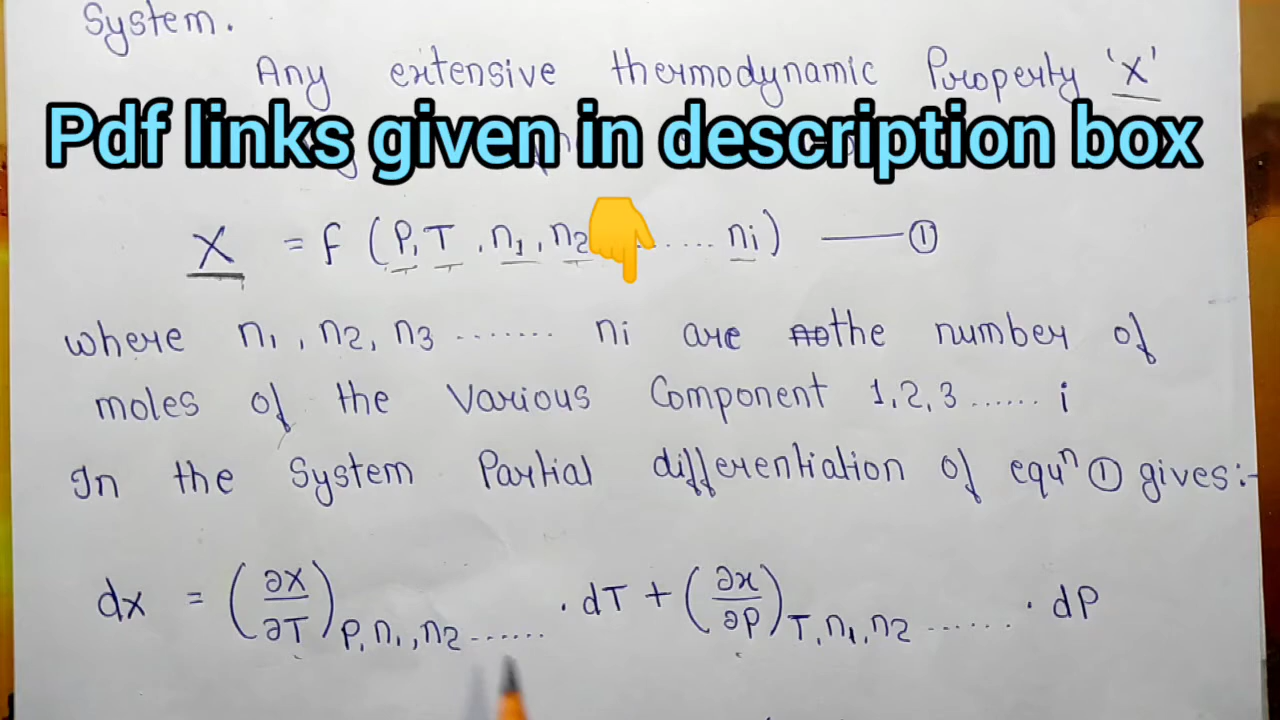 System.
Any extensive thermodynamic Property 'X'
Pdf links given in description box
X = f (P, T, n1, n2 ..... ni) —— ①
where n1, n2, n3 ....... ni are the number of
moles of the Various Component 1,2,3 ...... i
In the System Partial differentiation of equⁿ ① gives:-
dx = (∂X/∂T) P, n1, n2 ...... . dT + (∂x/∂P) T, n1, n2 ...... . dP